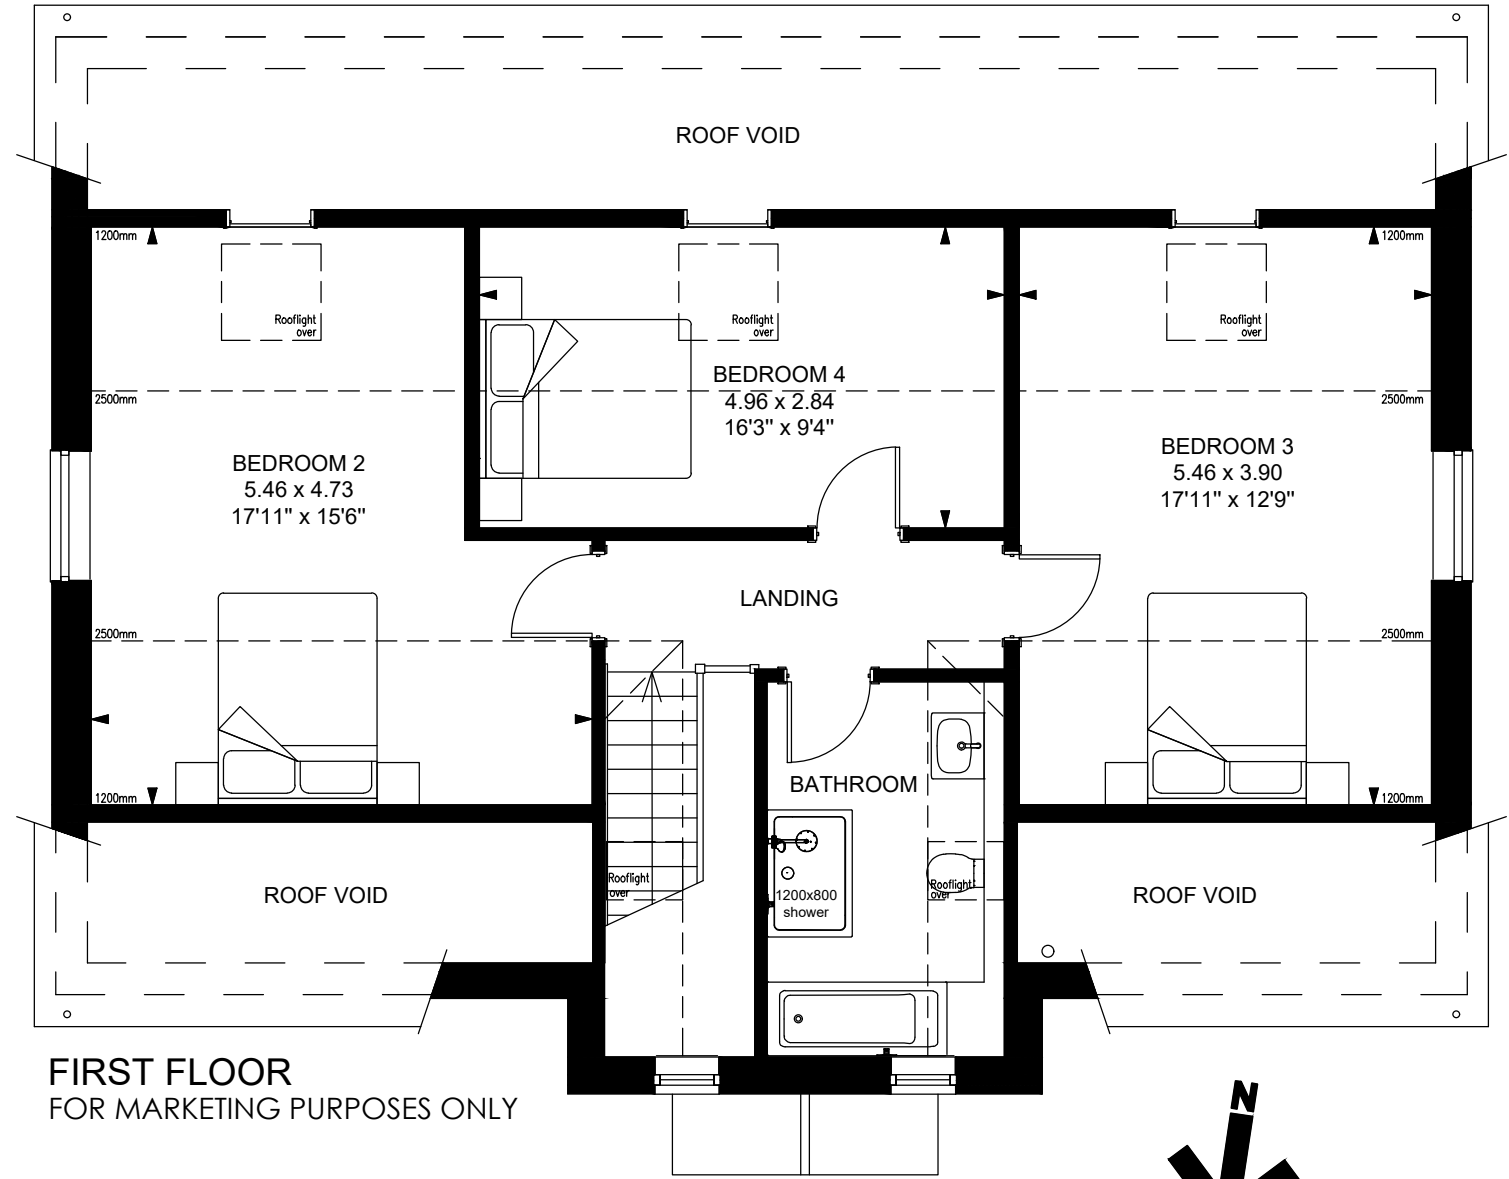 ROOF VOID
1200mm
1200mm
Rooflight
over
Rooflight
over
Rooflight
over
BEDROOM 4
4.96 x 2.84
16'3" x 9'4"
2500mm
2500mm
BEDROOM 2
5.46 x 4.73
17'11" x 15'6"
BEDROOM 3
5.46 x 3.90
17'11" x 12'9"
LANDING
2500mm
2500mm
BATHROOM
1200mm
1200mm
ROOF VOID
Rooflight
over
1200x800
shower
Rooflight
over
ROOF VOID
FIRST FLOOR
FOR MARKETING PURPOSES ONLY
N